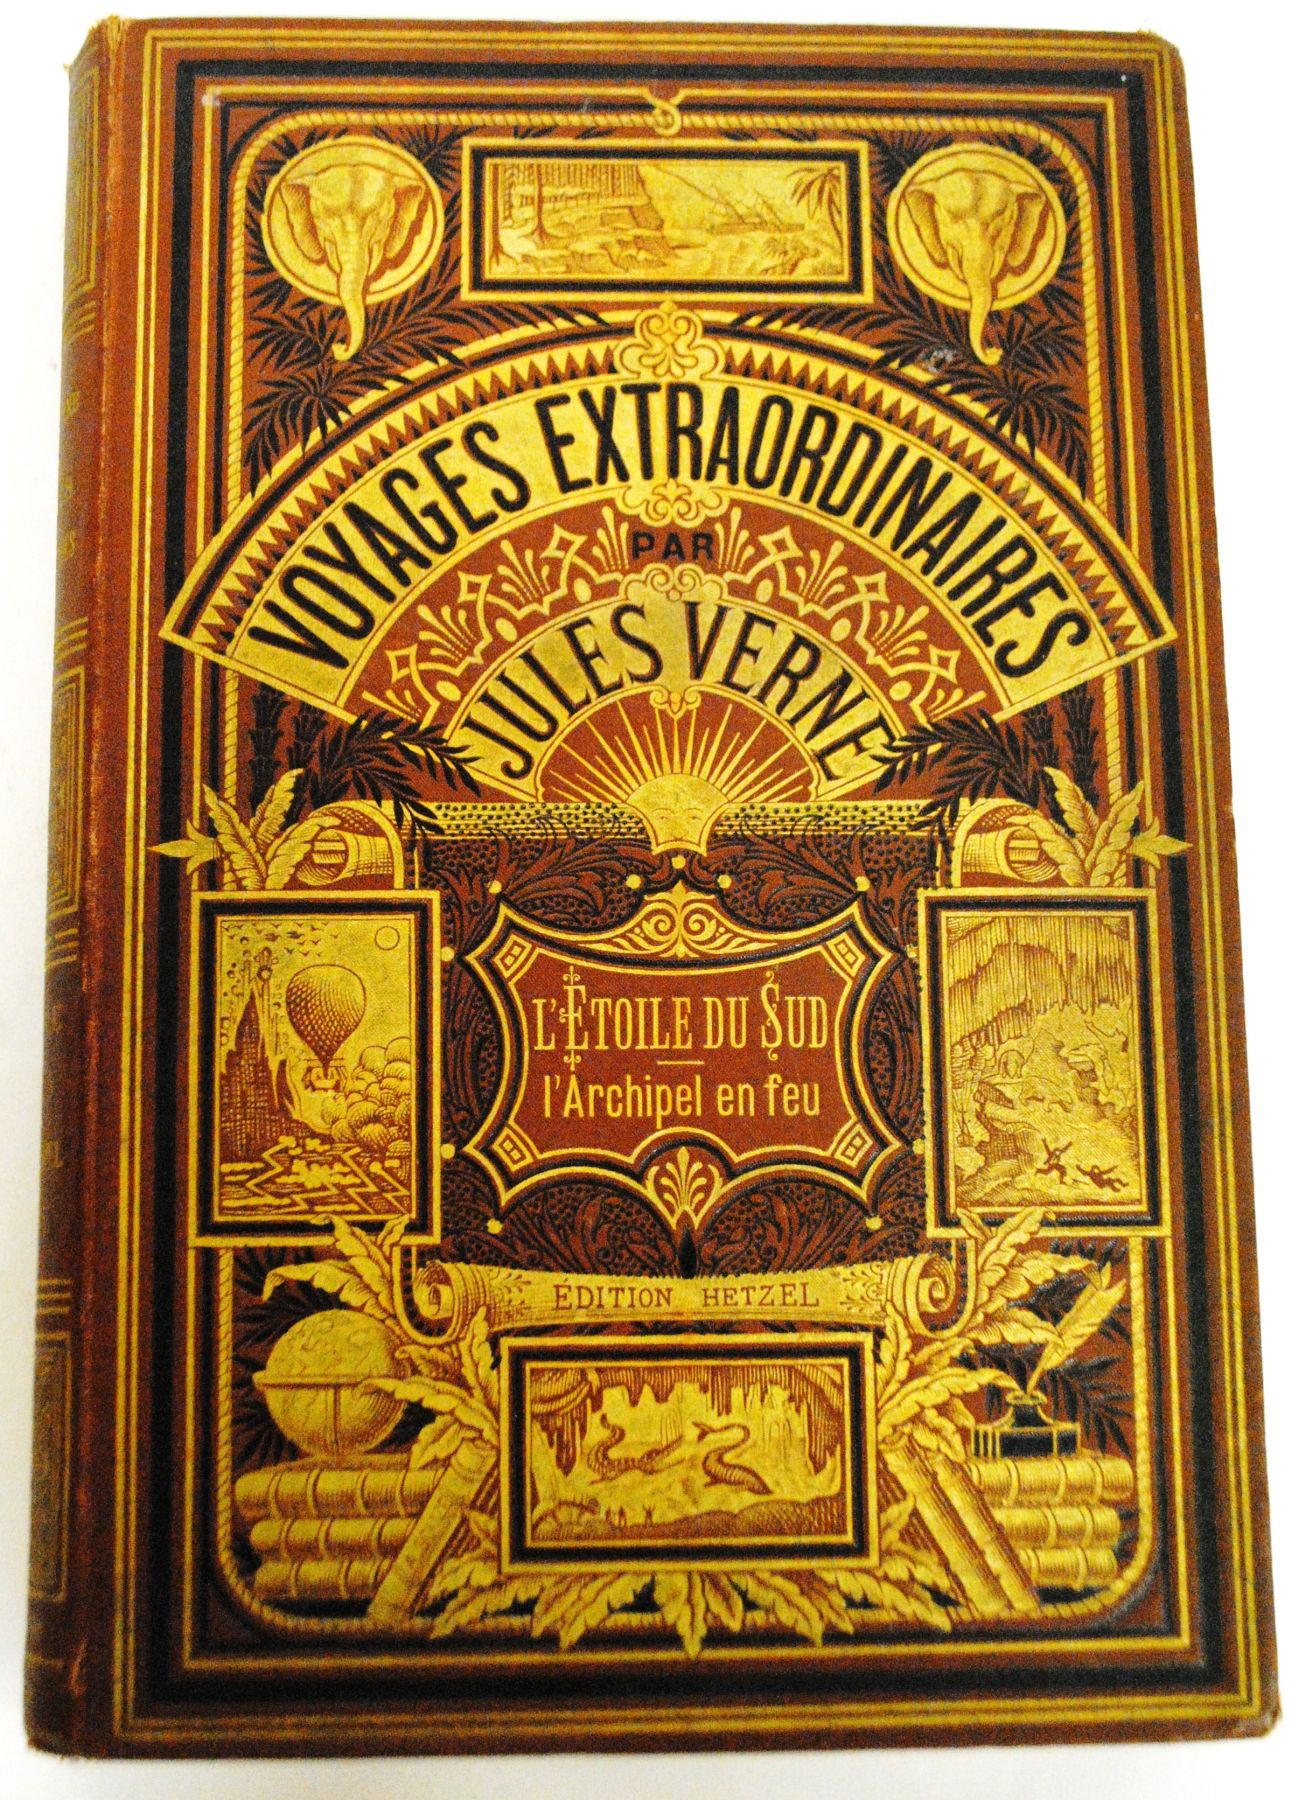 VOYAGES EXTRAORDINAIRES
PAR
JULES VERNE
L'ÉTOILE DU SUD
l'Archipel en feu
ÉDITION HETZEL